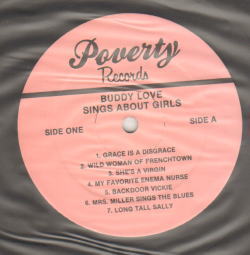 Poverty
Records
BUDDY LOVE
SINGS ABOUT GIRLS
SIDE ONE SIDE A
1. GRACE IS A DISGRACE
2. WILD WOMAN OF FRENCHTOWN
3. SHE'S A VIRGIN
4. MY FAVORITE ENEMA NURSE
5. BACKDOOR VICKIE
6. MRS. MILLER SINGS THE BLUES
7. LONG TALL SALLY